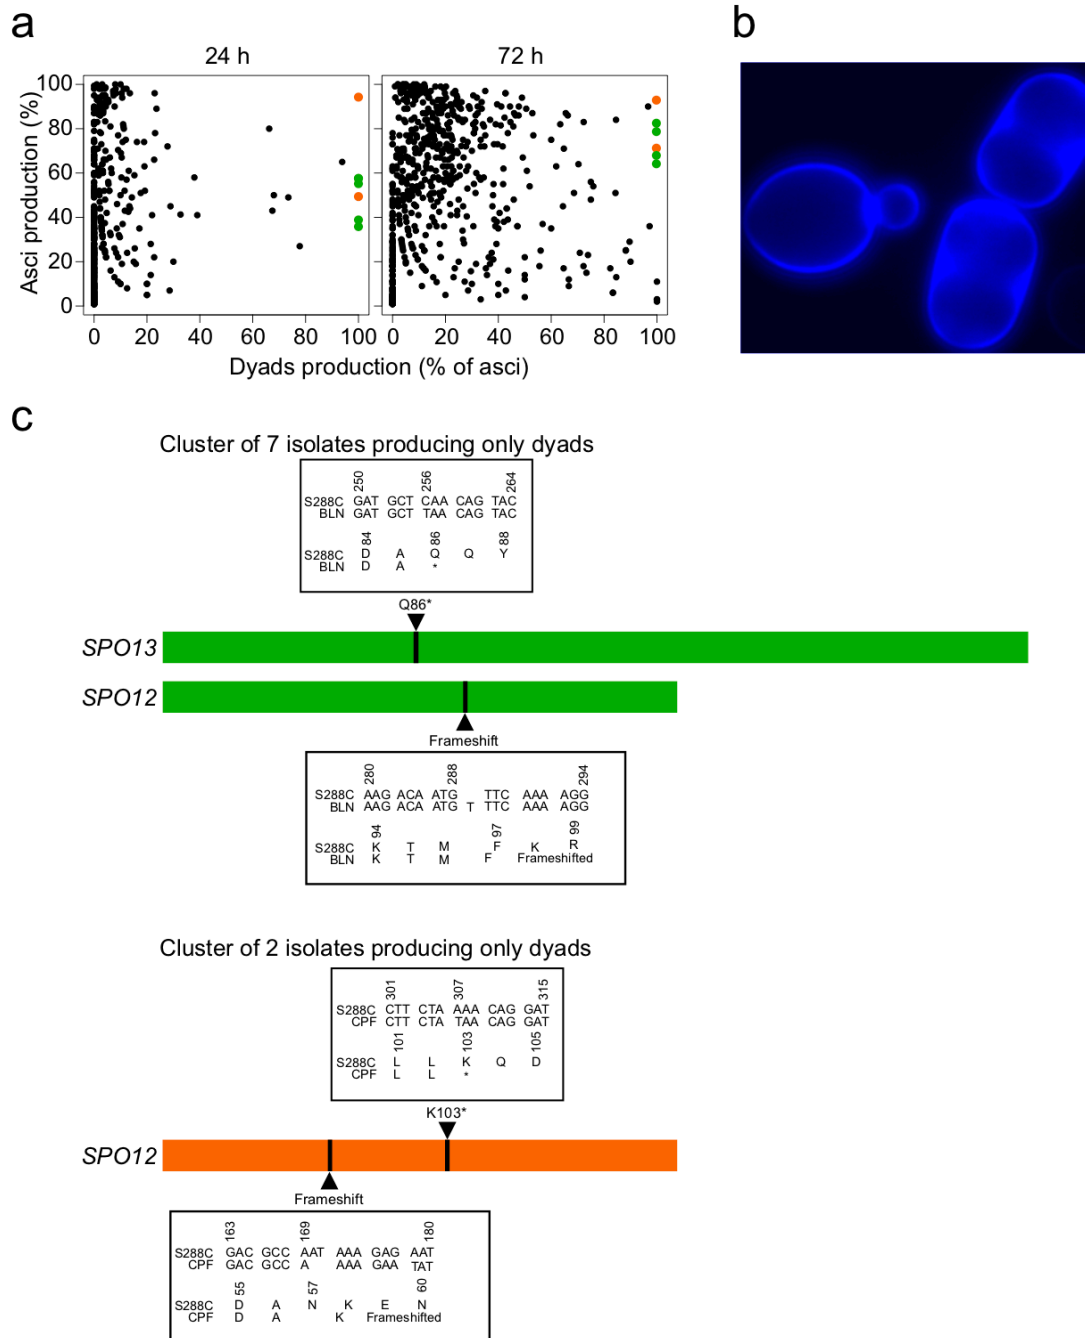 a
b
24 h
72 h
Asci production (%)
100
80
60
40
20
0
0 20 40 60 80 100
0 20 40 60 80 100
Dyads production (% of asci)
c
Cluster of 7 isolates producing only dyads
250 256 264
S288C GAT GCT CAA CAG TAC
BLN GAT GCT TAA CAG TAC
84 86 88
S288C D A Q Q Y
BLN D A *
Q86*
SPO13
SPO12
Frameshift
280 288 294
S288C AAG ACA ATG TTC AAA AGG
BLN AAG ACA ATG T TTC AAA AGG
94 97 99
S288C K T M F K R
BLN K T M F Frameshifted
Cluster of 2 isolates producing only dyads
301 307 315
S288C CTT CTA AAA CAG GAT
CPF CTT CTA TAA CAG GAT
101 103 105
S288C L L K Q D
CPF L L *
K103*
SPO12
Frameshift
163 169 180
S288C GAC GCC AAT AAA GAG AAT
CPF GAC GCC A AAA GAA TAT
55 57 60
S288C D A N K E N
CPF D A K Frameshifted